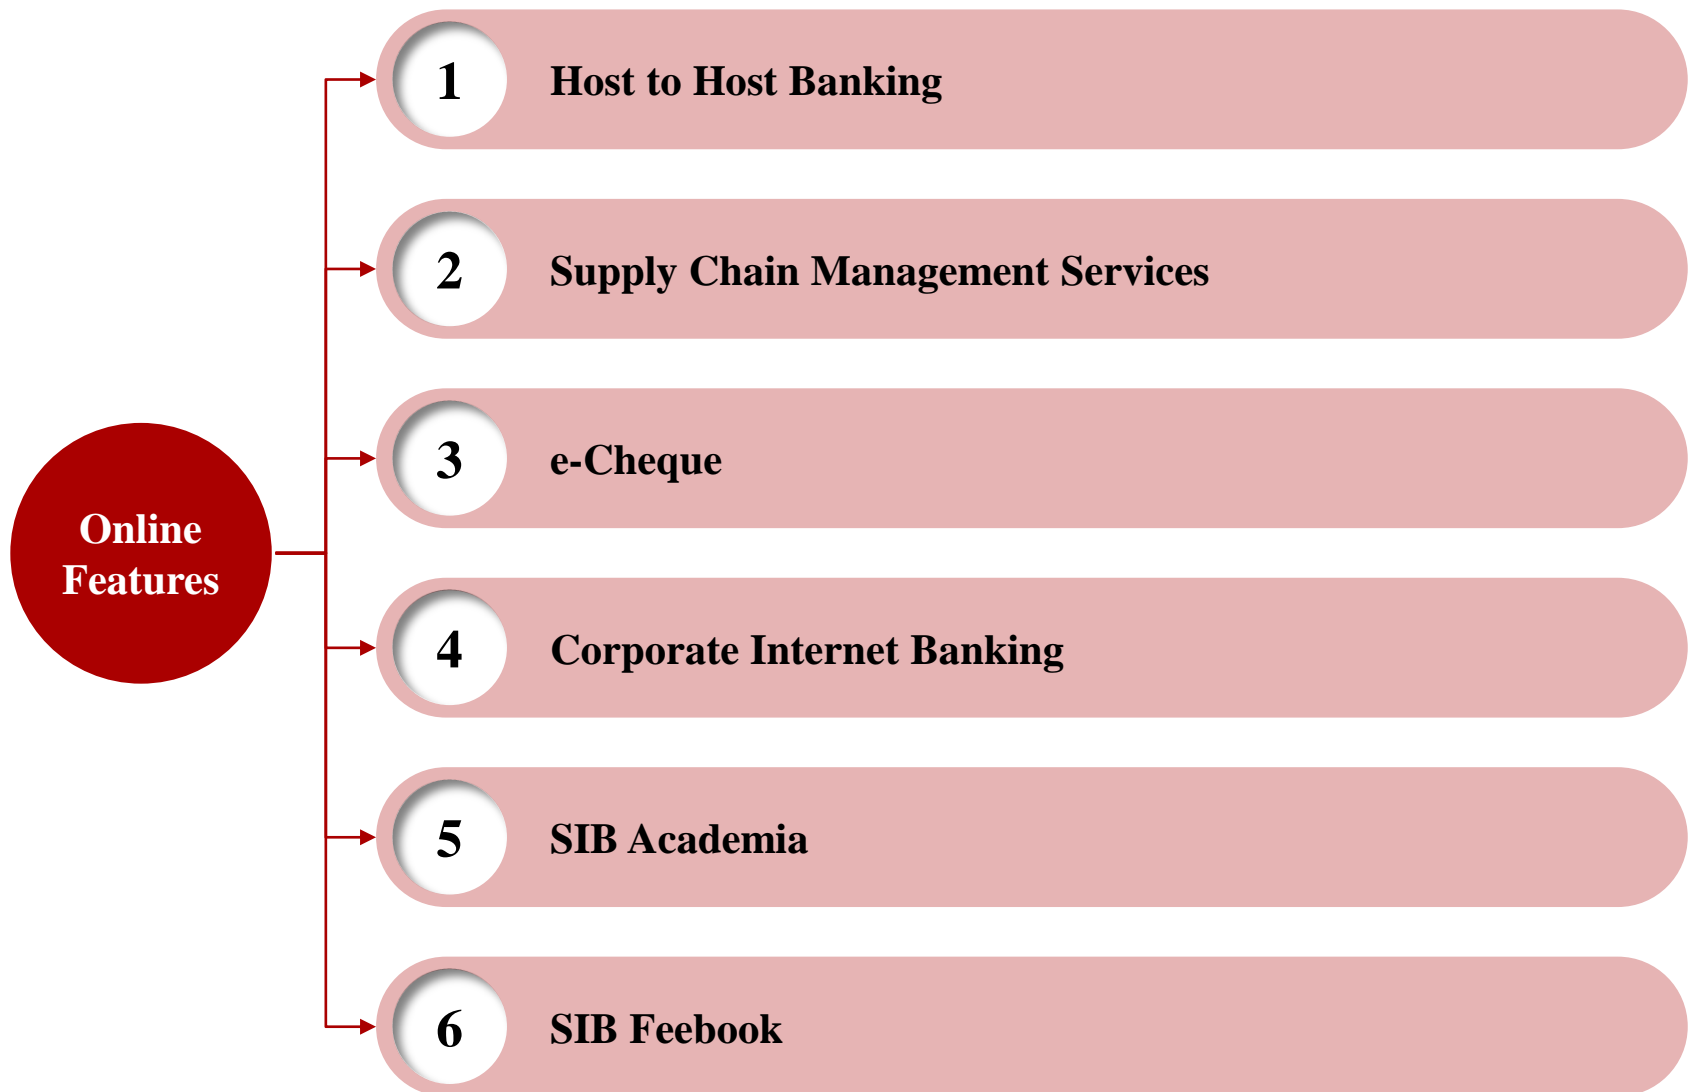 Online
Features
1
Host to Host Banking
2
Supply Chain Management Services
3
e-Cheque
4
Corporate Internet Banking
5
SIB Academia
6
SIB Feebook